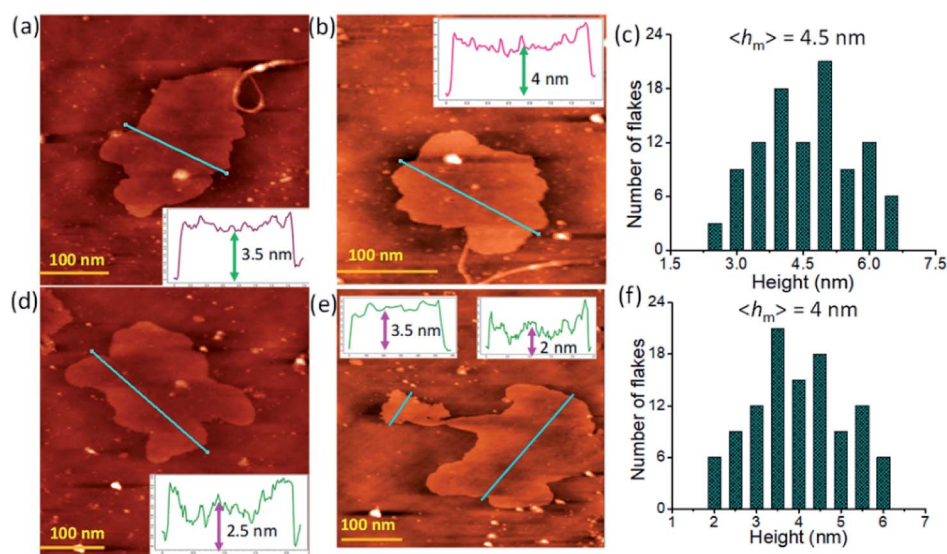 (a)
3.5 nm
100 nm
(b)
4 nm
100 nm
(c)
<hm> = 4.5 nm
Number of flakes
24
18
12
6
0
1.5 3.0 4.5 6.0 7.5
Height (nm)
(d)
2.5 nm
100 nm
(e)
3.5 nm
2 nm
100 nm
(f)
<hm> = 4 nm
Number of flakes
24
18
12
6
0
1 2 3 4 5 6 7
Height (nm)